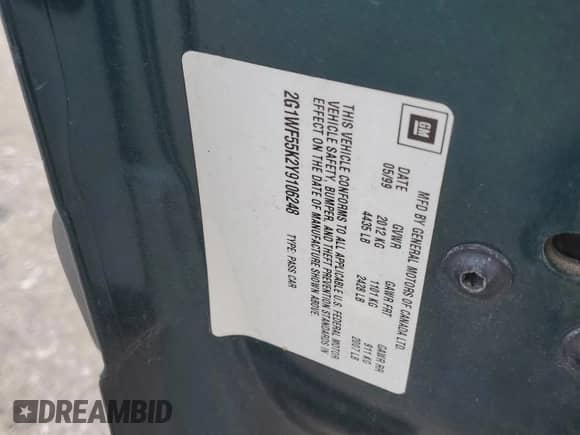 GM
MFD BY GENERAL MOTORS OF CANADA LTD.
DATE GVWR GAWR FRT GAWR RR
05/99 2012 KG 1101 KG 911 KG
4435 LB 2428 LB 2007 LB
THIS VEHICLE CONFORMS TO ALL APPLICABLE U.S. FEDERAL MOTOR
VEHICLE SAFETY, BUMPER, AND THEFT PREVENTION STANDARDS IN
EFFECT ON THE DATE OF MANUFACTURE SHOWN ABOVE.
2G1WF55K2Y9106248 TYPE: PASS CAR
DREAMBID